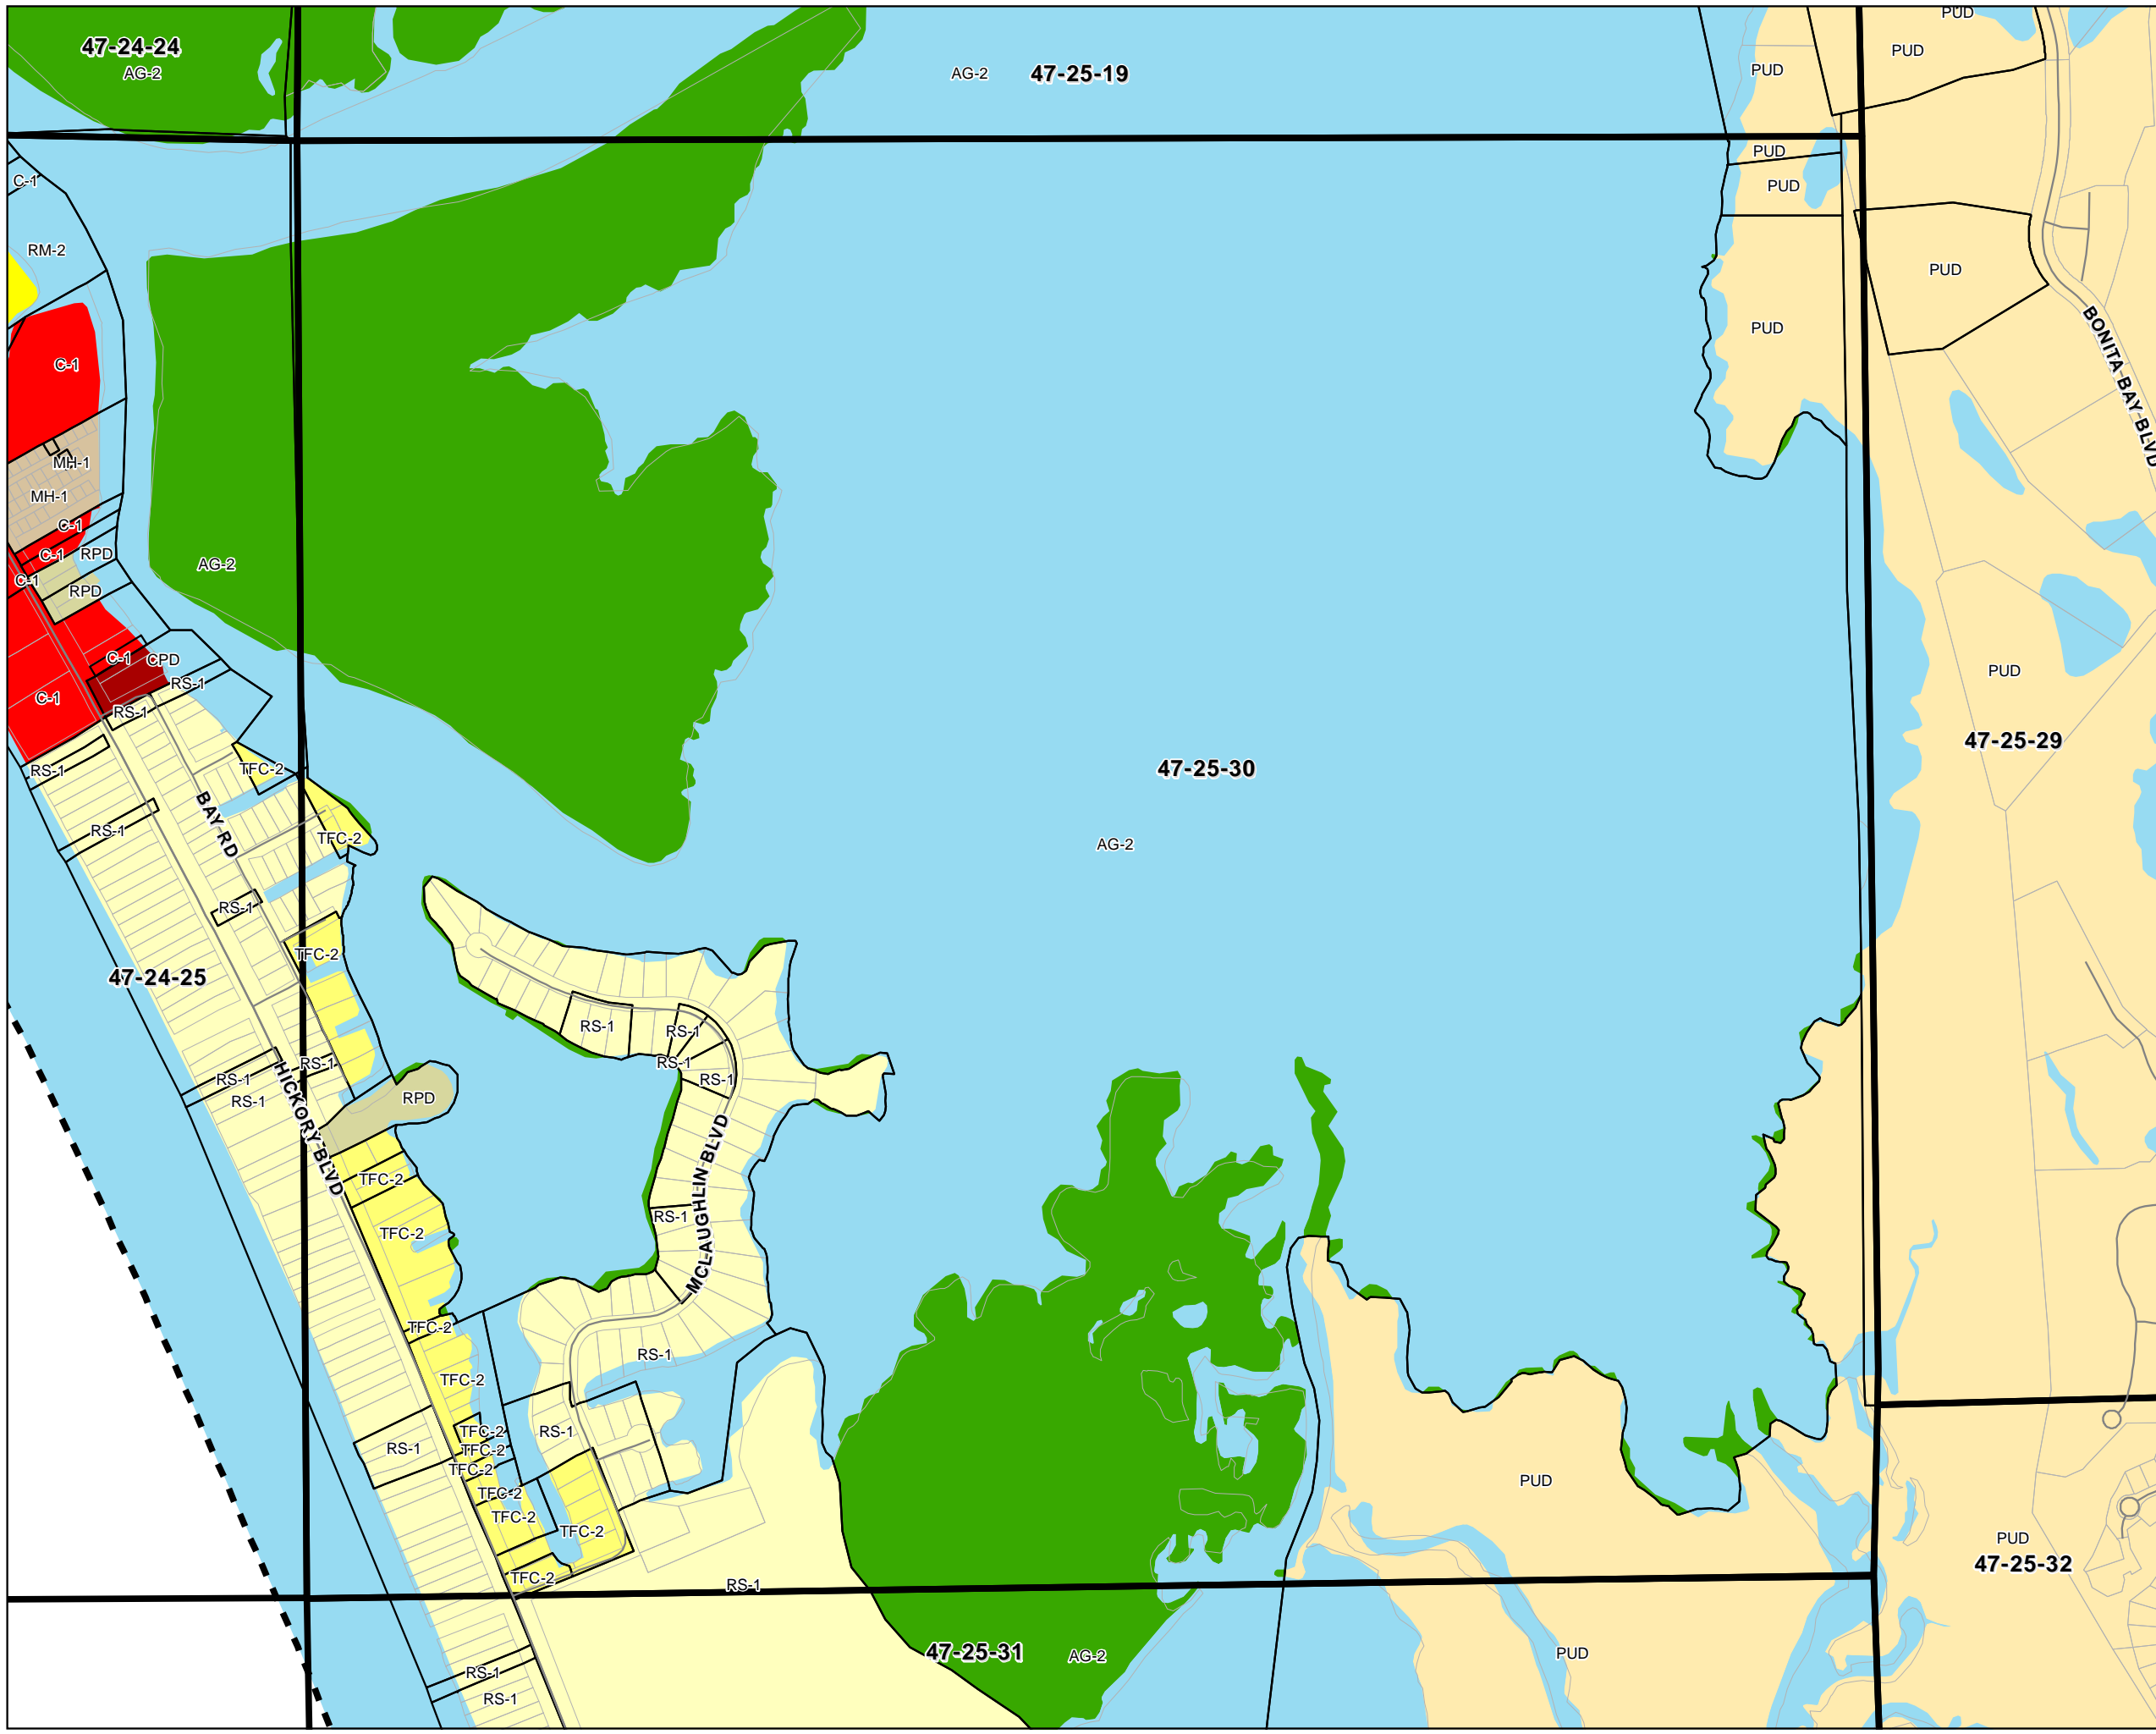 PUD
47-24-24
PUD
AG-2
AG-2
47-25-19
PUD
PUD
C-1
PUD
RM-2
PUD
PUD
BONITA BAY BLVD
C-1
MH-1
MH-1
C-1
C-1
RPD
AG-2
C-1
RPD
C-1
CPD
PUD
RS-1
C-1
RS-1
47-25-29
47-25-30
RS-1
TFC-2
BAY RD
RS-1
TFC-2
AG-2
RS-1
TFC-2
47-24-25
RS-1
RS-1
RS-1
RS-1
RS-1
RS-1
RS-1
HICKORY BLVD
RPD
MCLAUGHLIN BLVD
TFC-2
RS-1
TFC-2
TFC-2
RS-1
TFC-2
TFC-2
RS-1
RS-1
TFC-2
TFC-2
PUD
TFC-2
TFC-2
TFC-2
PUD
47-25-32
TFC-2
RS-1
47-25-31
AG-2
PUD
RS-1
RS-1